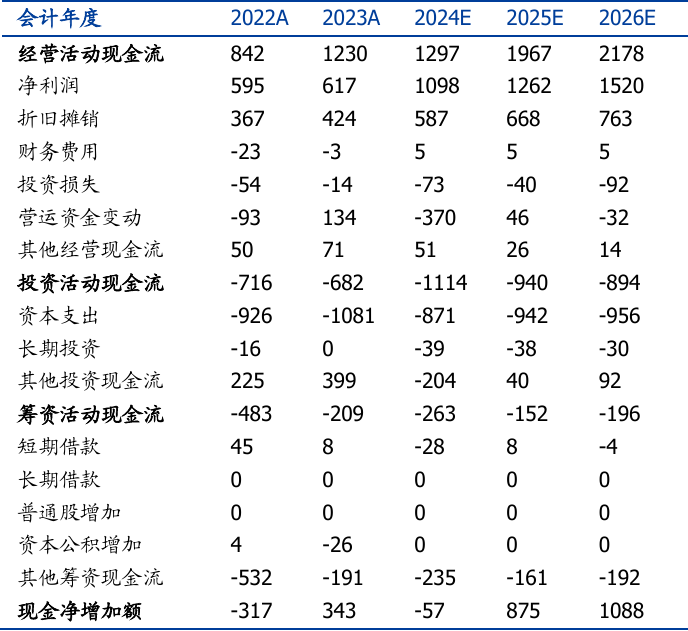 会计年度 2022A 2023A 2024E 2025E 2026E
经营活动现金流 842 1230 1297 1967 2178
净利润 595 617 1098 1262 1520
折旧摊销 367 424 587 668 763
财务费用 -23 -3 5 5 5
投资损失 -54 -14 -73 -40 -92
营运资金变动 -93 134 -370 46 -32
其他经营现金流 50 71 51 26 14
投资活动现金流 -716 -682 -1114 -940 -894
资本支出 -926 -1081 -871 -942 -956
长期投资 -16 0 -39 -38 -30
其他投资现金流 225 399 -204 40 92
筹资活动现金流 -483 -209 -263 -152 -196
短期借款 45 8 -28 8 -4
长期借款 0 0 0 0 0
普通股增加 0 0 0 0 0
资本公积增加 4 -26 0 0 0
其他筹资现金流 -532 -191 -235 -161 -192
现金净增加额 -317 343 -57 875 1088